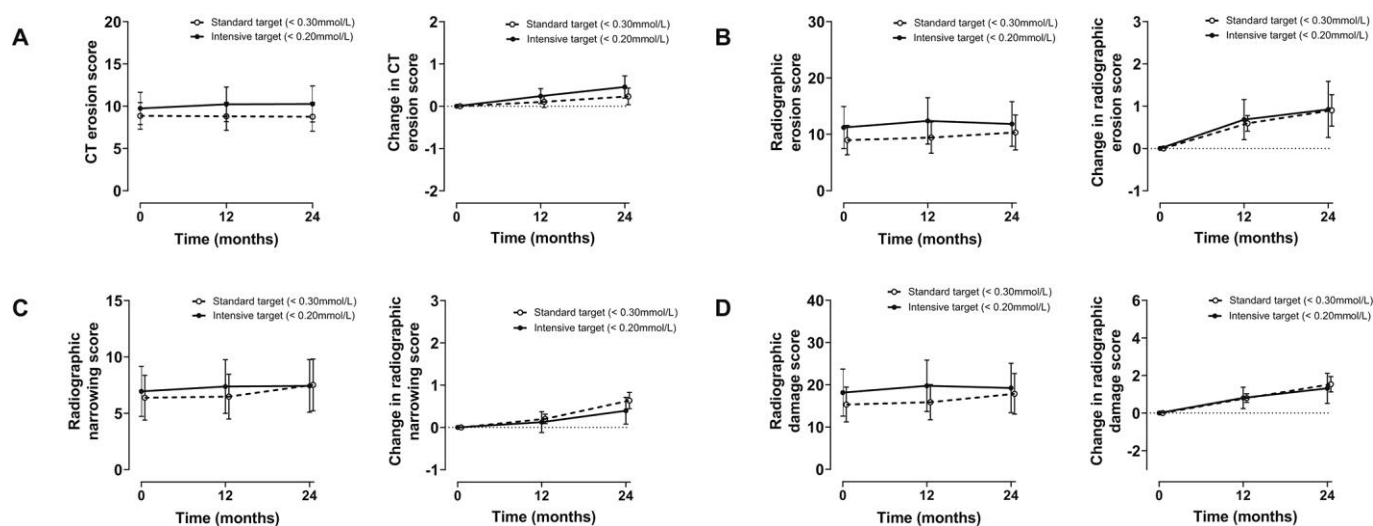 A
CT erosion score
20
15
10
5
0
Standard target (< 0.30mmol/L)
Intensive target (< 0.20mmol/L)
0 12 24
Time (months)
Change in CT
erosion score
2
1
0
-1
-2
Standard target (< 0.30mmol/L)
Intensive target (< 0.20mmol/L)
0 12 24
Time (months)
B
Radiographic
erosion score
30
20
10
0
Standard target (< 0.30mmol/L)
Intensive target (< 0.20mmol/L)
0 12 24
Time (months)
Change in radiographic
erosion score
3
2
1
0
-1
Standard target (< 0.30mmol/L)
Intensive target (< 0.20mmol/L)
0 12 24
Time (months)
C
Radiographic
narrowing score
15
10
5
0
Standard target (< 0.30mmol/L)
Intensive target (< 0.20mmol/L)
0 12 24
Time (months)
Change in radiographic
narrowing score
3
2
1
0
-1
Standard target (< 0.30mmol/L)
Intensive target (< 0.20mmol/L)
0 12 24
Time (months)
D
Radiographic
damage score
40
30
20
10
0
Standard target (< 0.30mmol/L)
Intensive target (< 0.20mmol/L)
0 12 24
Time (months)
Change in radiographic
damage score
6
4
2
0
-2
Standard target (< 0.30mmol/L)
Intensive target (< 0.20mmol/L)
0 12 24
Time (months)